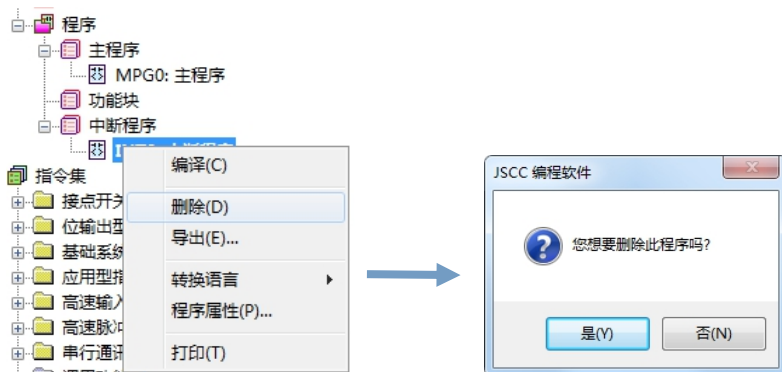 程序
主程序
MPG0: 主程序
功能块
中断程序
编译(C)
指令集
接点开
删除(D)
位输出型
导出(E)...
基础系统
应用型指
转换语言
高速输入
程序属性(P)...
高速脉冲
串行通讯
打印(T)
JSCC 编程软件
您想要删除此程序吗?
是(Y)
否(N)